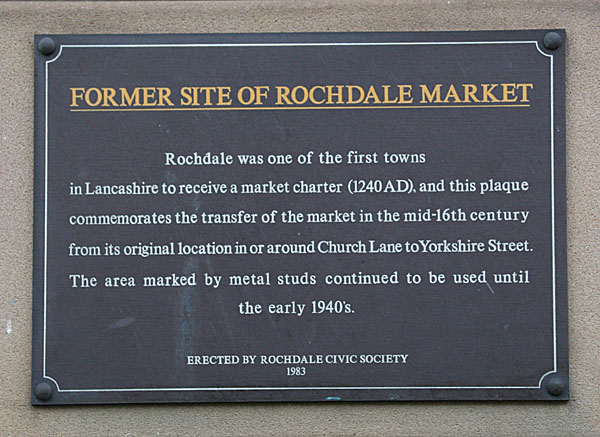 FORMER SITE OF ROCHDALE MARKET
Rochdale was one of the first towns
in Lancashire to receive a market charter (1240 AD), and this plaque
commemorates the transfer of the market in the mid-16th century
from its original location in or around Church Lane to Yorkshire Street.
The area marked by metal studs continued to be used until
the early 1940's.
ERECTED BY ROCHDALE CIVIC SOCIETY
1983